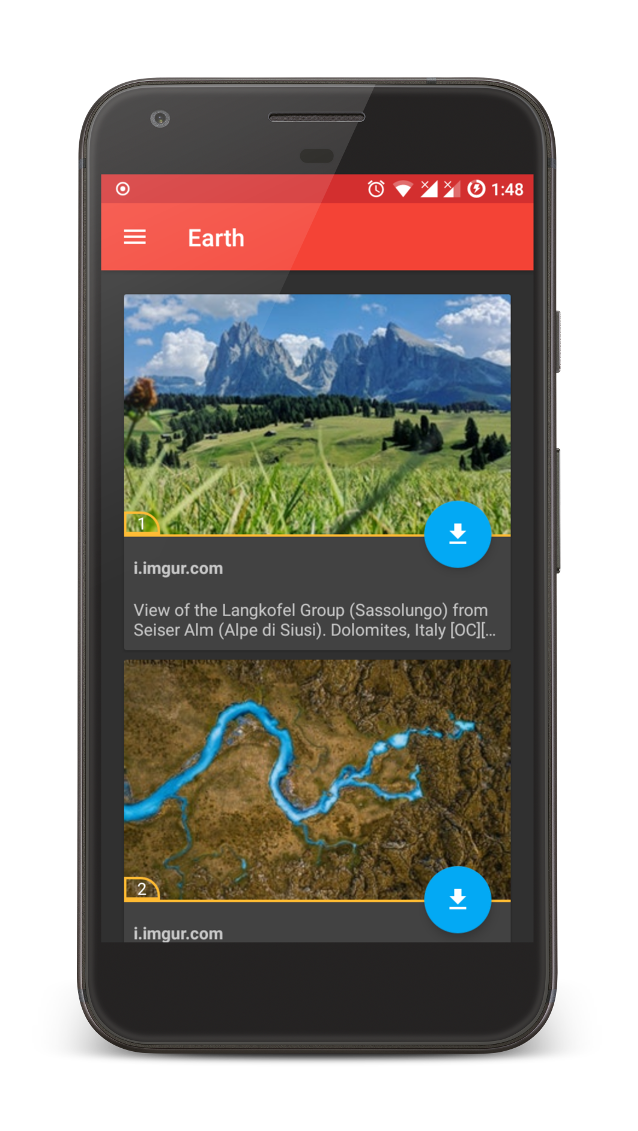 1:48
Earth
1
i.imgur.com
View of the Langkofel Group (Sassolungo) from
Seiser Alm (Alpe di Siusi). Dolomites, Italy [OC][…
2
i.imgur.com